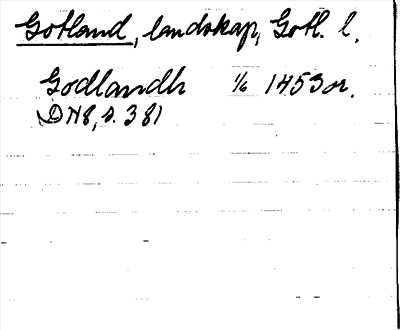 Gotland, landskap, Gotl. l.
Godlandh 1/6 1453 or.
DN8, s. 381